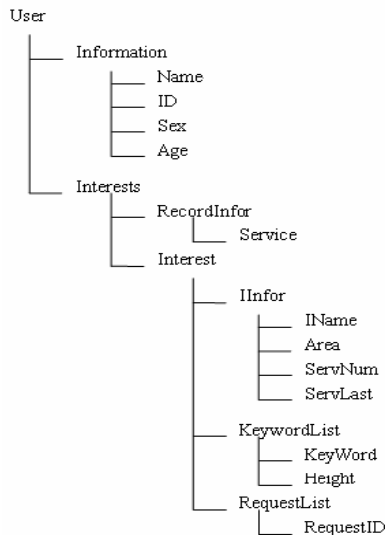 User
Information
Name
ID
Sex
Age
Interests
RecordInfor
Service
Interest
IInfor
IName
Area
ServNum
ServLast
KeywordList
KeyWord
Height
RequestList
RequestID